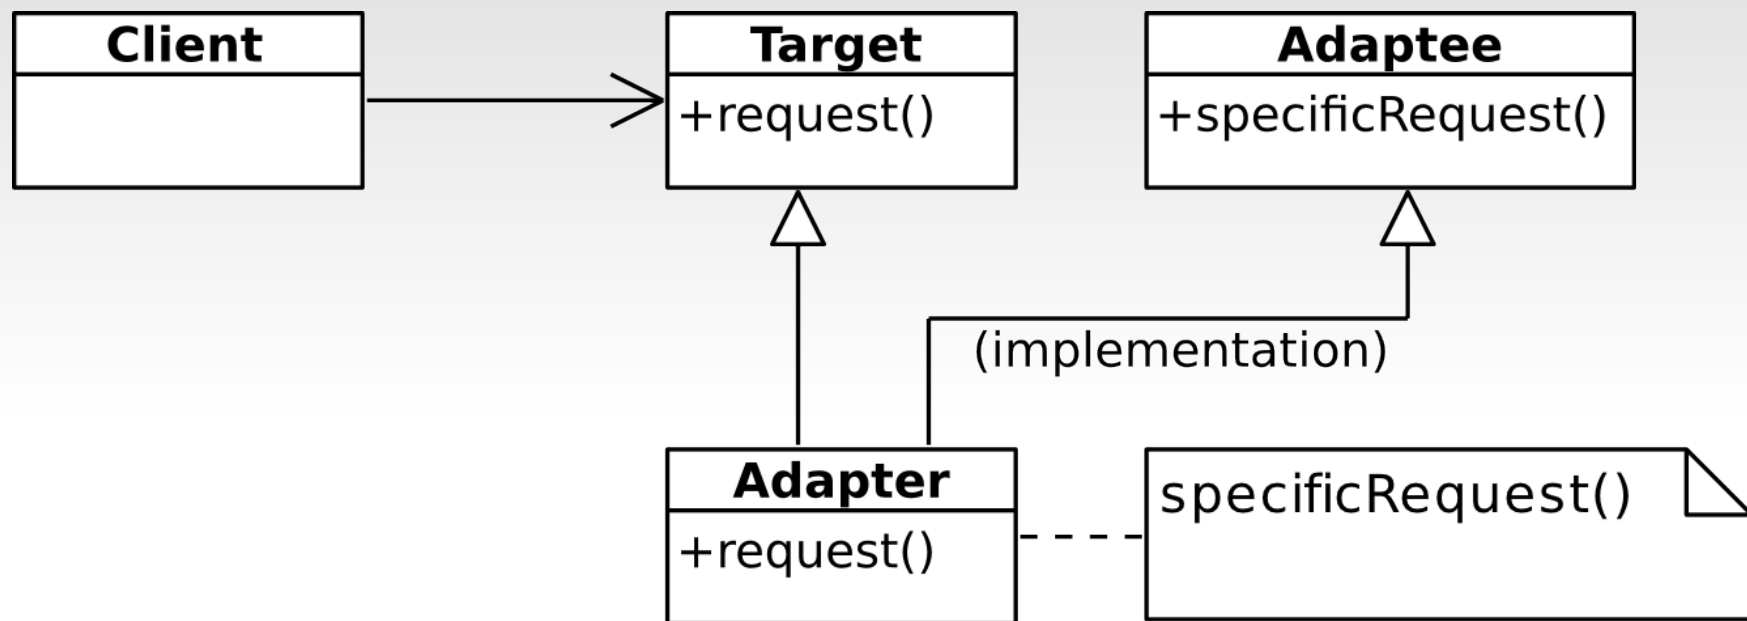 Client
Target
+request()
Adaptee
+specificRequest()
(implementation)
Adapter
+request()
specificRequest()